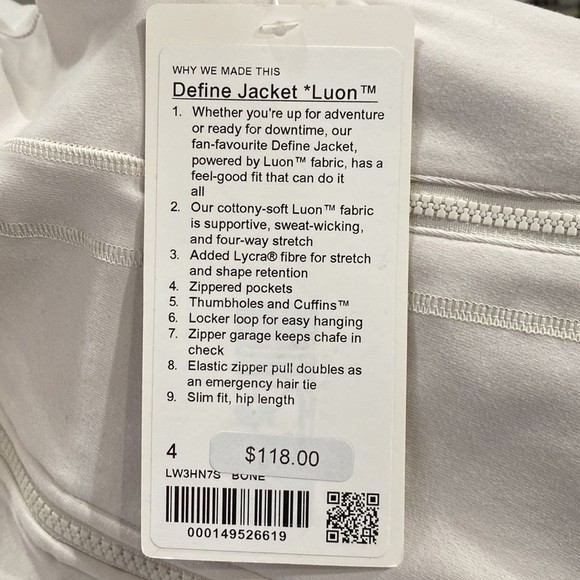 WHY WE MADE THIS
Define Jacket *Luon™
1. Whether you're up for adventure
or ready for downtime, our
fan-favourite Define Jacket,
powered by Luon™ fabric, has a
feel-good fit that can do it
all
2. Our cottony-soft Luon™ fabric
is supportive, sweat-wicking,
and four-way stretch
3. Added Lycra® fibre for stretch
and shape retention
4. Zippered pockets
5. Thumbholes and Cuffins™
6. Locker loop for easy hanging
7. Zipper garage keeps chafe in
check
8. Elastic zipper pull doubles as
an emergency hair tie
9. Slim fit, hip length
4 $118.00
LW3HN7S BONE
000149526619